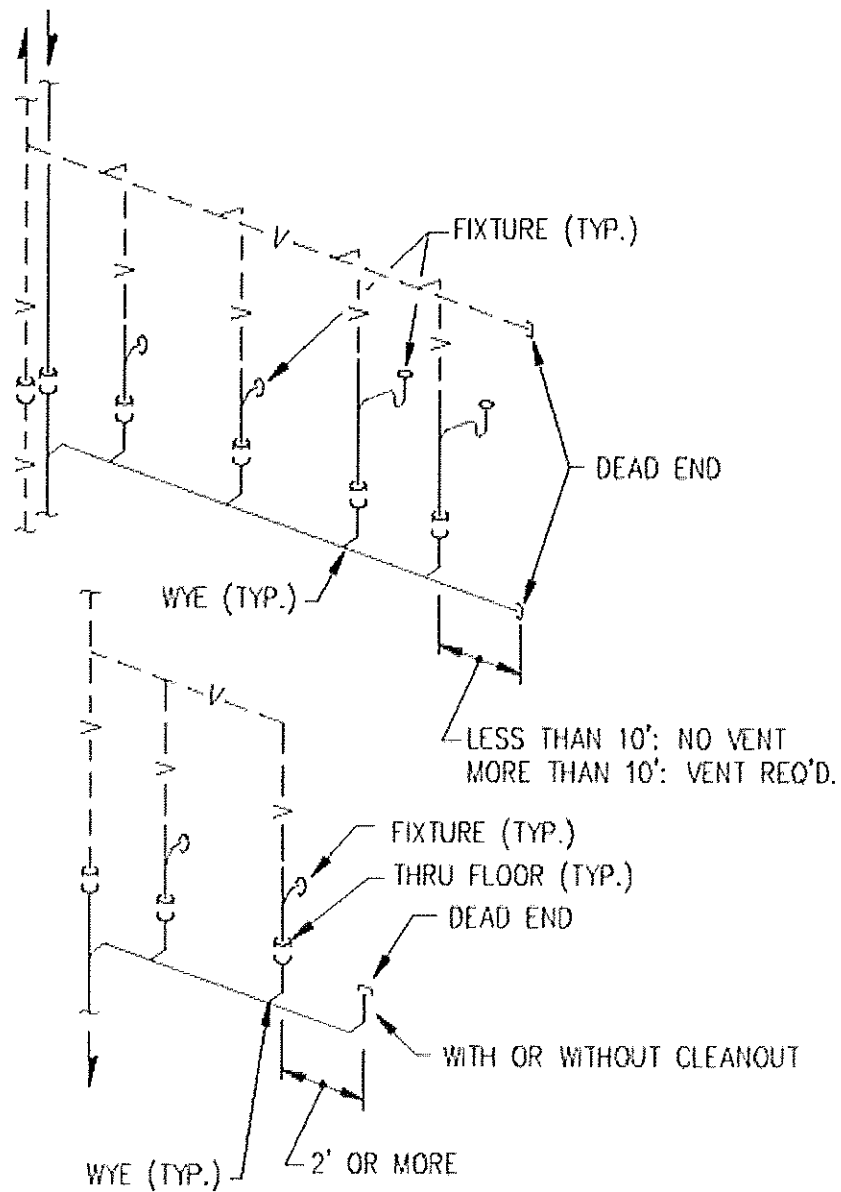 V
V
V
V
V
V
FIXTURE (TYP.)
DEAD END
V
WYE (TYP.)
LESS THAN 10': NO VENT
MORE THAN 10': VENT REQ'D.
V
V
V
V
FIXTURE (TYP.)
THRU FLOOR (TYP.)
DEAD END
WITH OR WITHOUT CLEANOUT
2' OR MORE
WYE (TYP.)